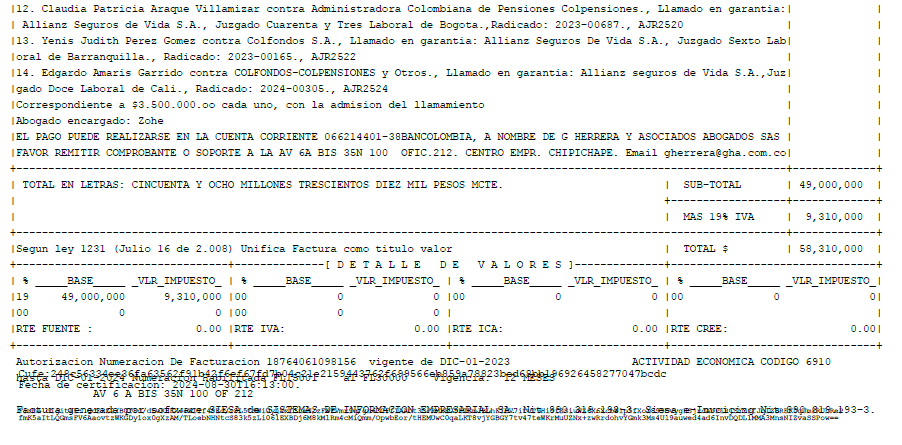 |12. Claudia Patricia Araque Villamizar contra Administradora Colombiana de Pensiones Colpensiones., Llamado en garantia:|
| Allianz Seguros de Vida S.A., Juzgado Cuarenta y Tres Laboral de Bogota.,Radicado: 2023-00687., AJR2520
|13. Yenis Judith Perez Gomez contra Colfondos S.A., Llamado en garantia: Allianz Seguros De Vida S.A., Juzgado Sexto Lab|
|oral de Barranquilla., Radicado: 2023-00165., AJR2522
|14. Edgardo Amaris Garrido contra COLFONDOS-COLPENSIONES y Otros., Llamado en garantia: Allianz seguros de Vida S.A.,Juz|
|gado Doce Laboral de Cali., Radicado: 2024-00305., AJR2524
|Correspondiente a $3.500.000.oo cada uno, con la admision del llamamiento
|Abogado encargado: Zohe
|EL PAGO PUEDE REALIZARSE EN LA CUENTA CORRIENTE 066214401-38BANCOLOMBIA, A NOMBRE DE G HERRERA Y ASOCIADOS ABOGADOS SAS |
|FAVOR REMITIR COMPROBANTE O SOPORTE A LA AV 6A BIS 35N 100 OFIC.212. CENTRO EMPR. CHIPICHAPE. Email gherrera@gha.com.co|
| TOTAL EN LETRAS: CINCUENTA Y OCHO MILLONES TRESCIENTOS DIEZ MIL PESOS MCTE. | SUB-TOTAL | 49,000,000 |
| MAS 19% IVA | 9,310,000 |
|Segun ley 1231 (Julio 16 de 2.008) Unifica Factura como titulo valor | TOTAL $ | 58,310,000 |
[ D E T A L L E D E V A L O R E S ]
| % _____BASE_____ _VLR_IMPUESTO_| % _____BASE_____ _VLR_IMPUESTO_| % _____BASE_____ _VLR_IMPUESTO_| % _____BASE_____ _VLR_IMPUESTO_|
|19 49,000,000 9,310,000 |00 0 0 |00 0 0 |00 0 0|
|00 0 0 |00 0 0 |00 0 0 |00 0 0|
|RTE FUENTE : 0.00 |RTE IVA: 0.00 |RTE ICA: 0.00 |RTE CREE: 0.00|
Autorizacion Numeracion De Facturacion 18764061098156 vigente de DIC-01-2023 ACTIVIDAD ECONOMICA CODIGO 6910
Fecha de certificacion: 2024-08-30T16:13:00.
AV 6 A BIS 35N 100 OF 212